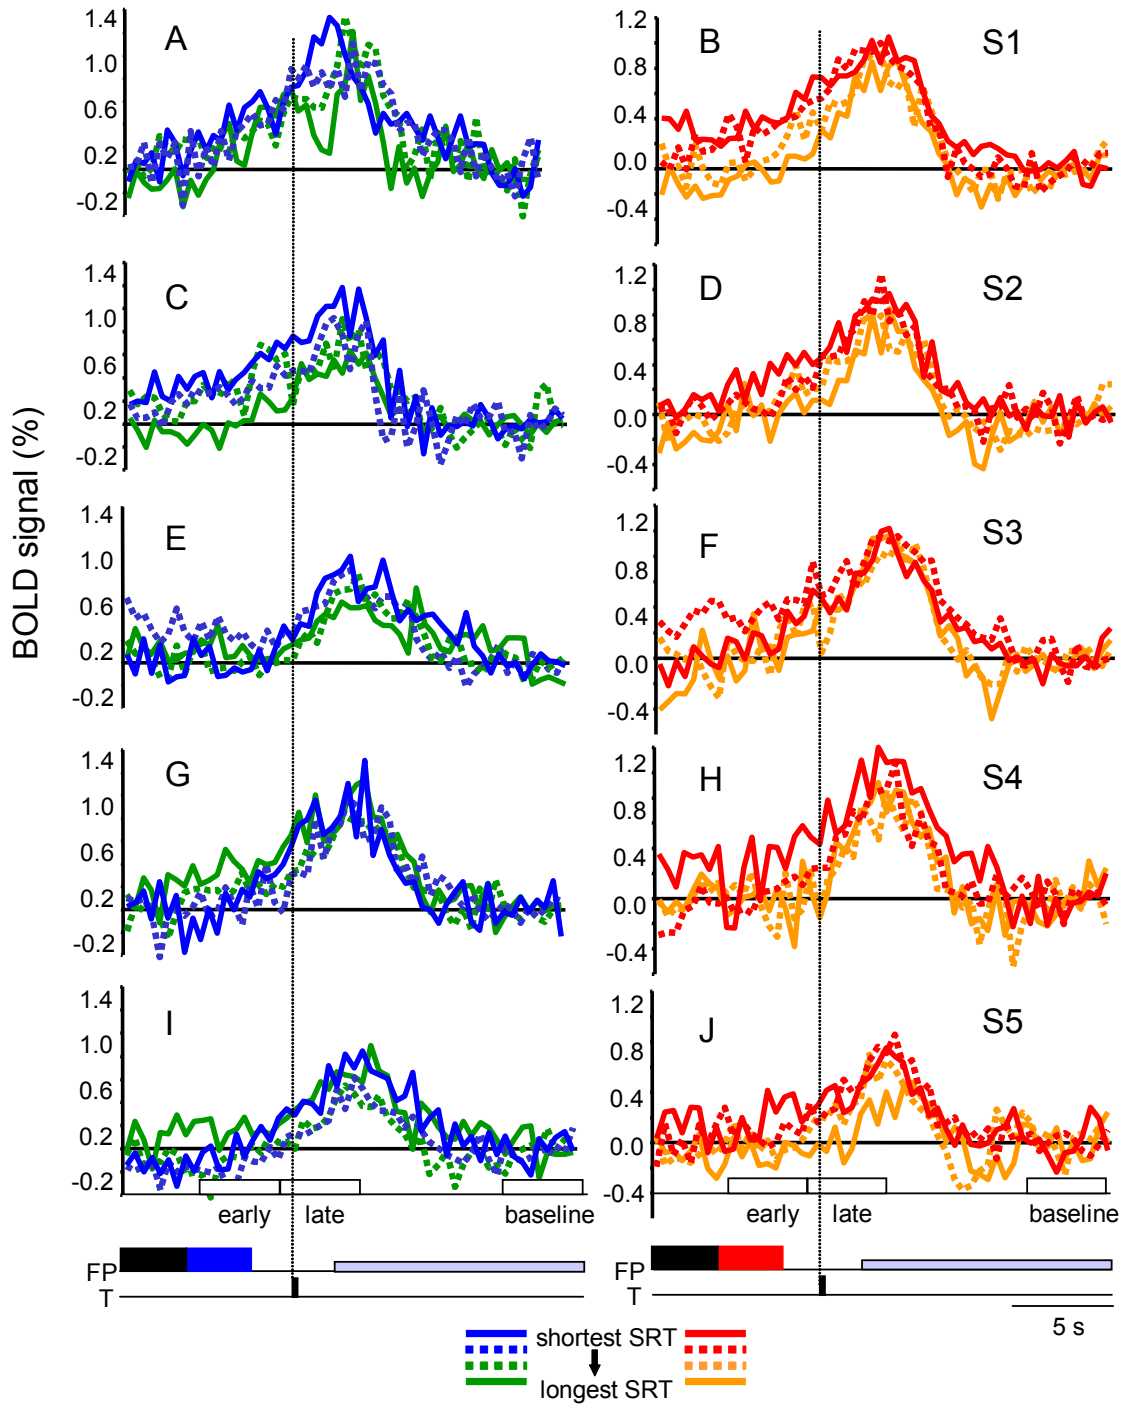 BOLD signal (%)
A
1.4
1.0
0.6
0.2
-0.2
B S1
1.2
0.8
0.4
0.0
-0.4
C
1.4
1.0
0.6
0.2
-0.2
D S2
1.2
0.8
0.4
0.0
-0.4
E
1.4
1.0
0.6
0.2
-0.2
F S3
1.2
0.8
0.4
0.0
-0.4
G
1.4
1.0
0.6
0.2
-0.2
H S4
1.2
0.8
0.4
0.0
-0.4
I
1.4
1.0
0.6
0.2
-0.2
J S5
1.2
0.8
0.4
0.0
-0.4
early late baseline
early late baseline
FP
T
FP
T
5 s
shortest SRT
longest SRT